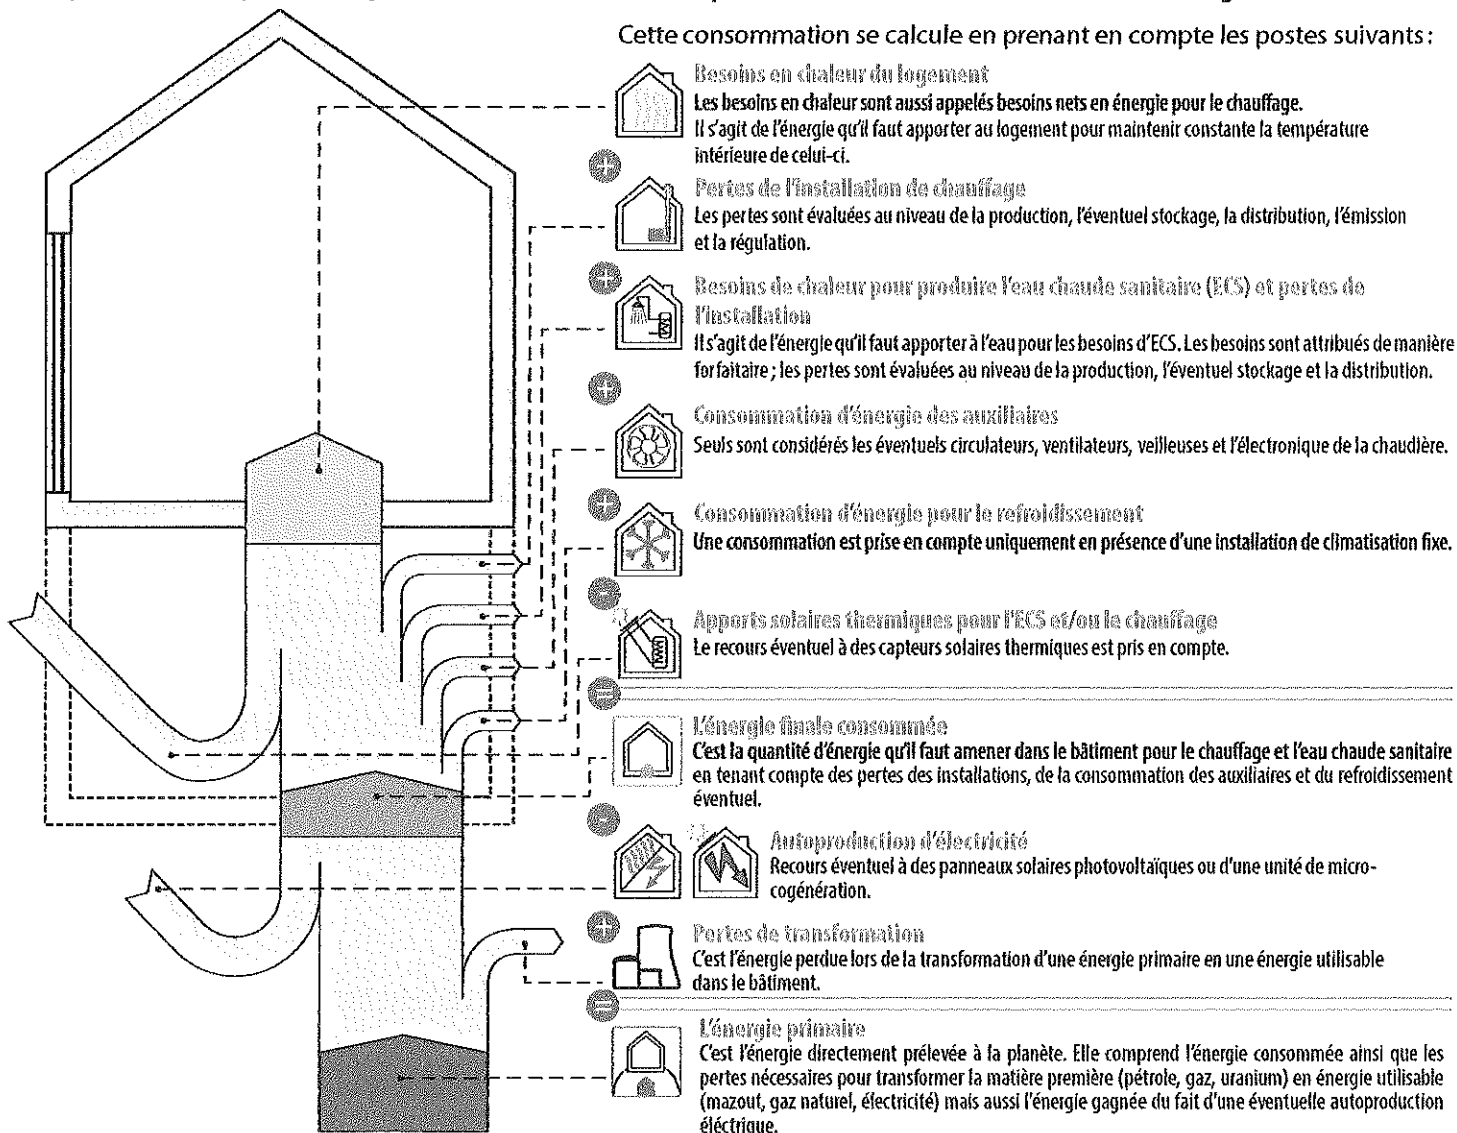 Cette consommation se calcule en prenant en compte les postes suivants :
Besoins en chaleur du logement
Les besoins en chaleur sont aussi appelés besoins nets en énergie pour le chauffage.
Il s'agit de l'énergie qu'il faut apporter au logement pour maintenir constante la température
intérieure de celui-ci.
+
Pertes de l'installation de chauffage
Les pertes sont évaluées au niveau de la production, l'éventuel stockage, la distribution, l'émission
et la régulation.
+
Besoins de chaleur pour produire l'eau chaude sanitaire (ECS) et pertes de
l'installation
Il s'agit de l'énergie qu'il faut apporter à l'eau pour les besoins d'ECS. Les besoins sont attribués de manière
forfaitaire ; les pertes sont évaluées au niveau de la production, l'éventuel stockage et la distribution.
+
Consommation d'énergie des auxiliaires
Seuls sont considérés les éventuels circulateurs, ventilateurs, veilleuses et l'électronique de la chaudière.
+
Consommation d'énergie pour le refroidissement
Une consommation est prise en compte uniquement en présence d'une installation de climatisation fixe.
-
Apports solaires thermiques pour l'ECS et/ou le chauffage
Le recours éventuel à des capteurs solaires thermiques est pris en compte.
=
L'énergie finale consommée
C'est la quantité d'énergie qu'il faut amener dans le bâtiment pour le chauffage et l'eau chaude sanitaire
en tenant compte des pertes des installations, de la consommation des auxiliaires et du refroidissement
éventuel.
-
Autoproduction d'électricité
Recours éventuel à des panneaux solaires photovoltaïques ou d'une unité de micro-
cogénération.
+
Pertes de transformation
C'est l'énergie perdue lors de la transformation d'une énergie primaire en une énergie utilisable
dans le bâtiment.
=
L'énergie primaire
C'est l'énergie directement prélevée à la planète. Elle comprend l'énergie consommée ainsi que les
pertes nécessaires pour transformer la matière première (pétrole, gaz, uranium) en énergie utilisable
(mazout, gaz naturel, électricité) mais aussi l'énergie gagnée du fait d'une éventuelle autoproduction
éléctrique.